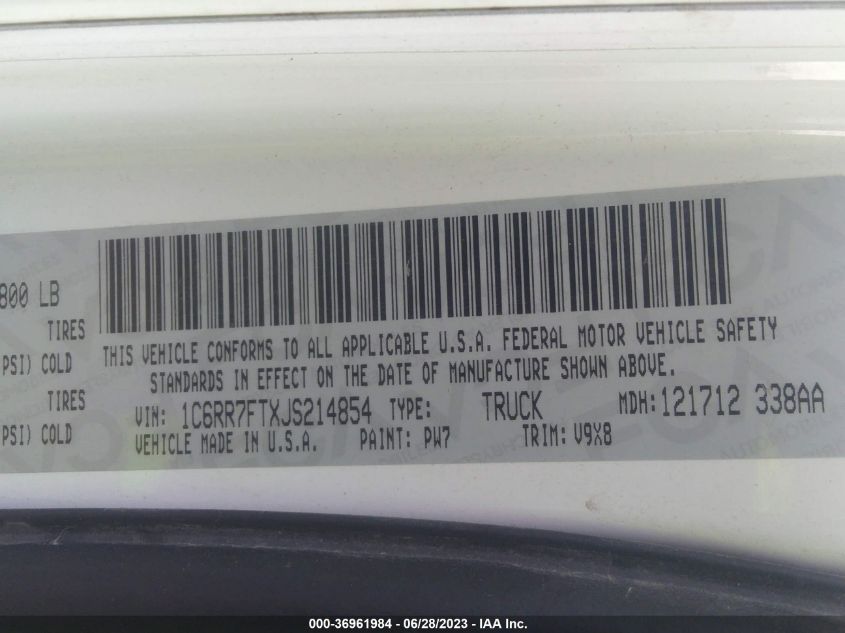 800 LB
TIRES
PSI) COLD
TIRES
PSI) COLD
THIS VEHICLE CONFORMS TO ALL APPLICABLE U.S.A. FEDERAL MOTOR VEHICLE SAFETY
STANDARDS IN EFFECT ON THE DATE OF MANUFACTURE SHOWN ABOVE.
VIN: 1C6RR7FTXJS214854 TYPE: TRUCK MDH: 121712 338AA
VEHICLE MADE IN U.S.A. PAINT: PW7 TRIM: V9X8
000-36961984 - 06/28/2023 - IAA Inc.